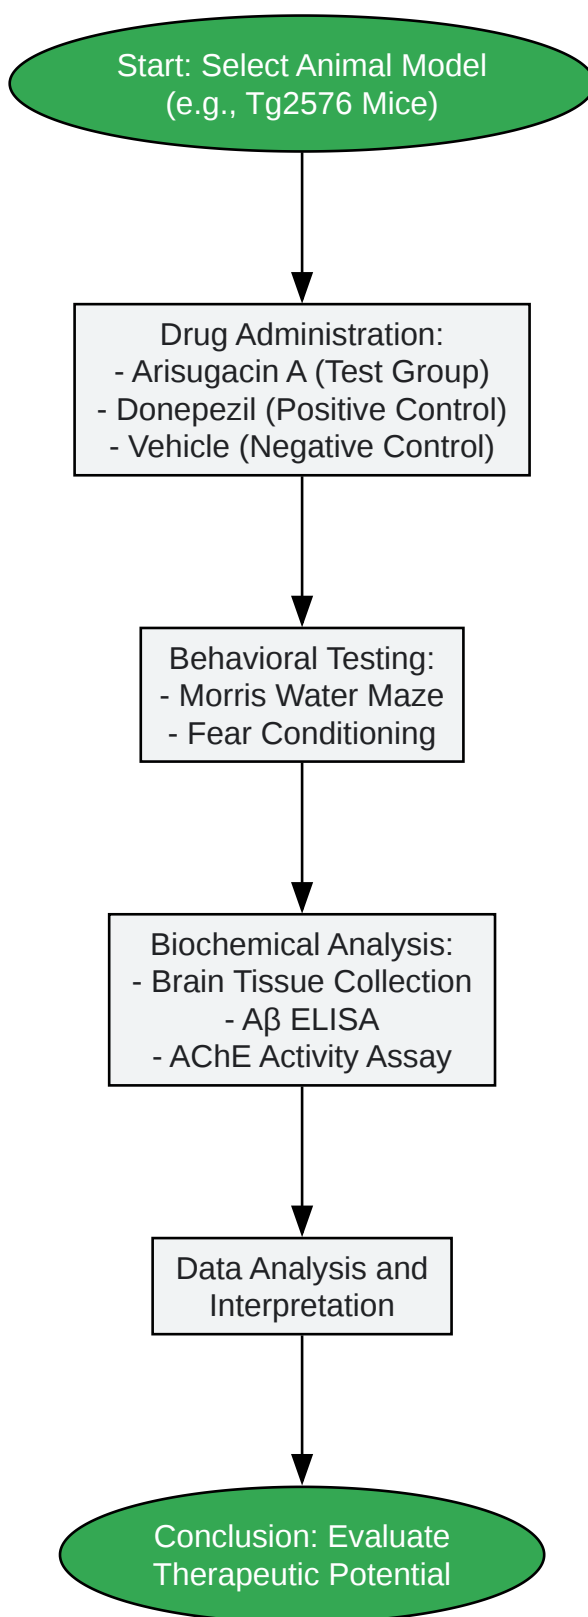 Start: Select Animal Model
(e.g., Tg2576 Mice)
Drug Administration:
- Arisugacin A (Test Group)
- Donepezil (Positive Control)
- Vehicle (Negative Control)
Behavioral Testing:
- Morris Water Maze
- Fear Conditioning
Biochemical Analysis:
- Brain Tissue Collection
- Aβ ELISA
- AChE Activity Assay
Data Analysis and
Interpretation
Conclusion: Evaluate
Therapeutic Potential